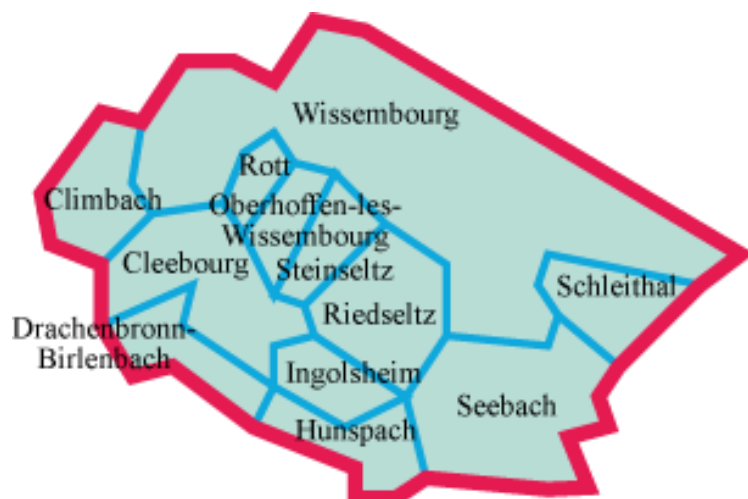 Wissembourg
Rott
Climbach
Oberhoffen-les-
Wissembourg
Cleebourg
Steinseltz
Schleithal
Riedseltz
Drachenbronn-
Birlenbach
Ingolsheim
Seebach
Hunspach